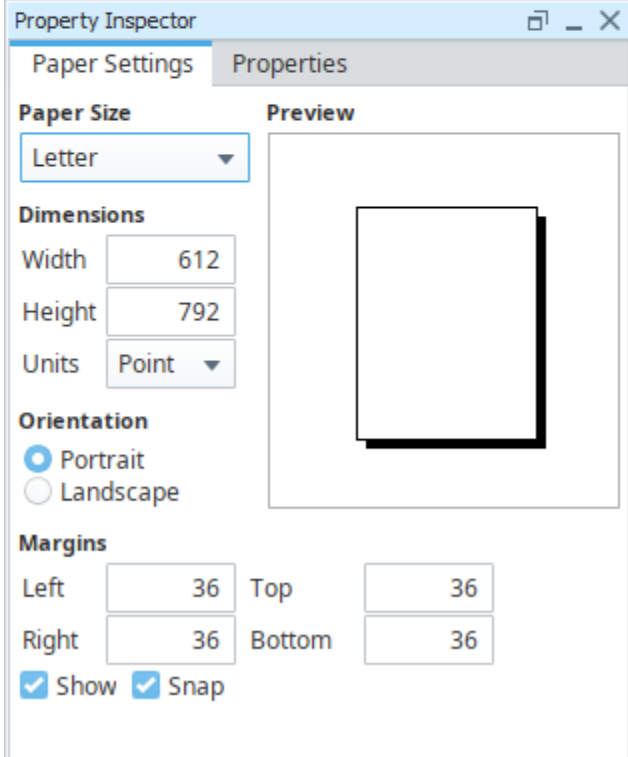 Property Inspector
Paper Settings Properties
Paper Size Preview
Letter
Dimensions
Width 612
Height 792
Units Point
Orientation
Portrait
Landscape
Margins
Left 36 Top 36
Right 36 Bottom 36
Show Snap